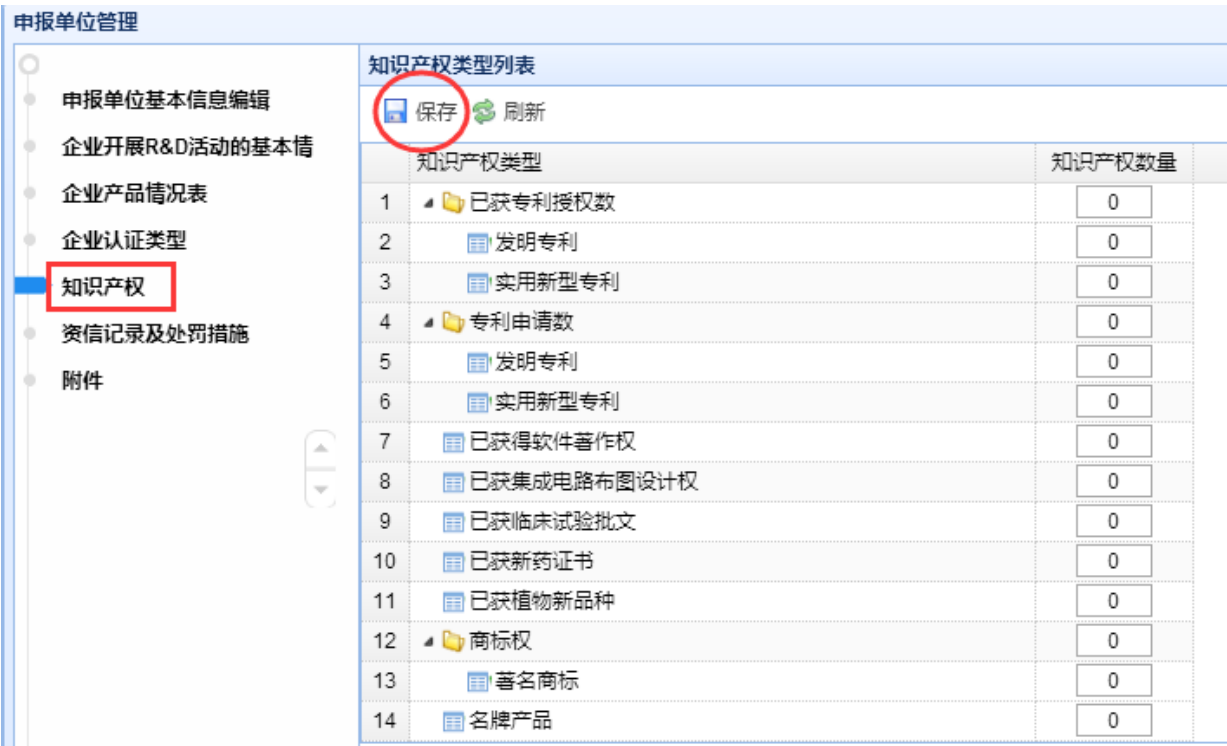 申报单位管理
申报单位基本信息编辑
企业开展R&D活动的基本情
企业产品情况表
企业认证类型
知识产权
资信记录及处罚措施
附件
知识产权类型列表
保存 刷新
知识产权类型 知识产权数量
1 已获专利授权数 0
2 发明专利 0
3 实用新型专利 0
4 专利申请数 0
5 发明专利 0
6 实用新型专利 0
7 已获得软件著作权 0
8 已获集成电路布图设计权 0
9 已获临床试验批文 0
10 已获新药证书 0
11 已获植物新品种 0
12 商标权 0
13 著名商标 0
14 名牌产品 0